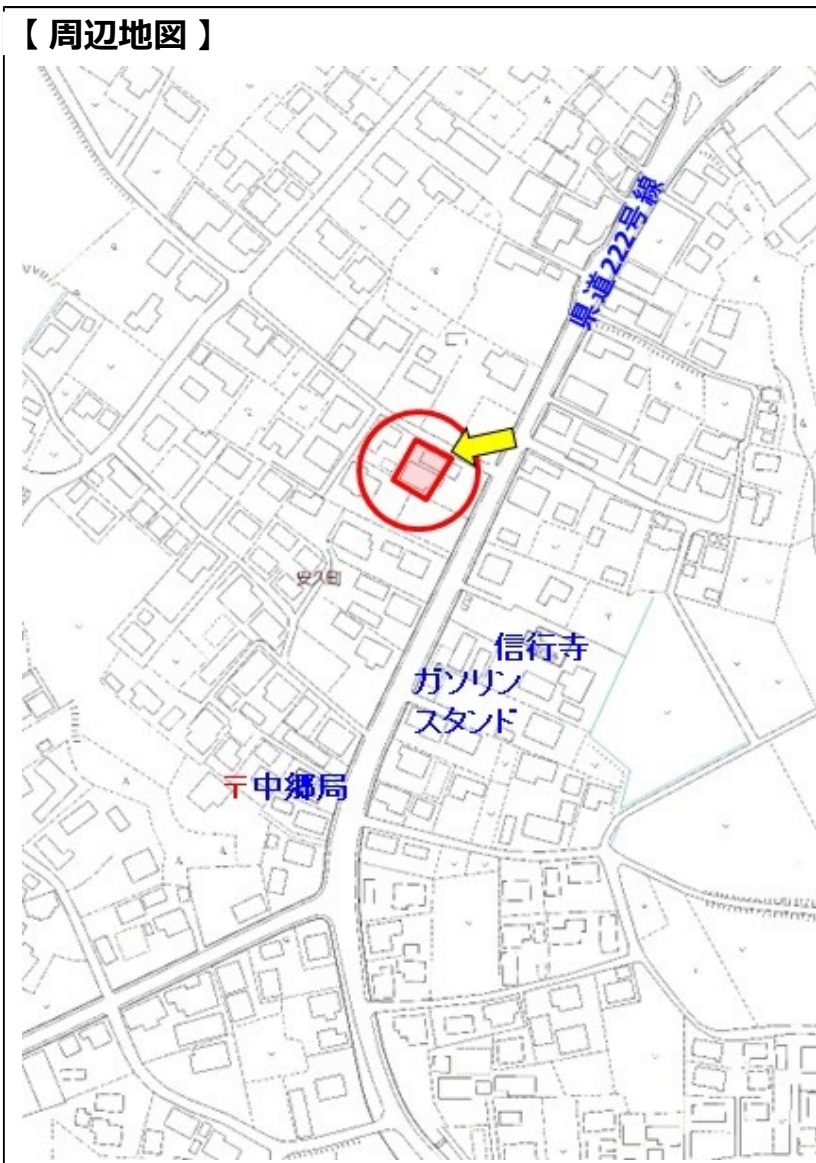 【 周辺地図 】
県道222号線
安久町
信行寺
ガソリン
スタンド
〒中郷局